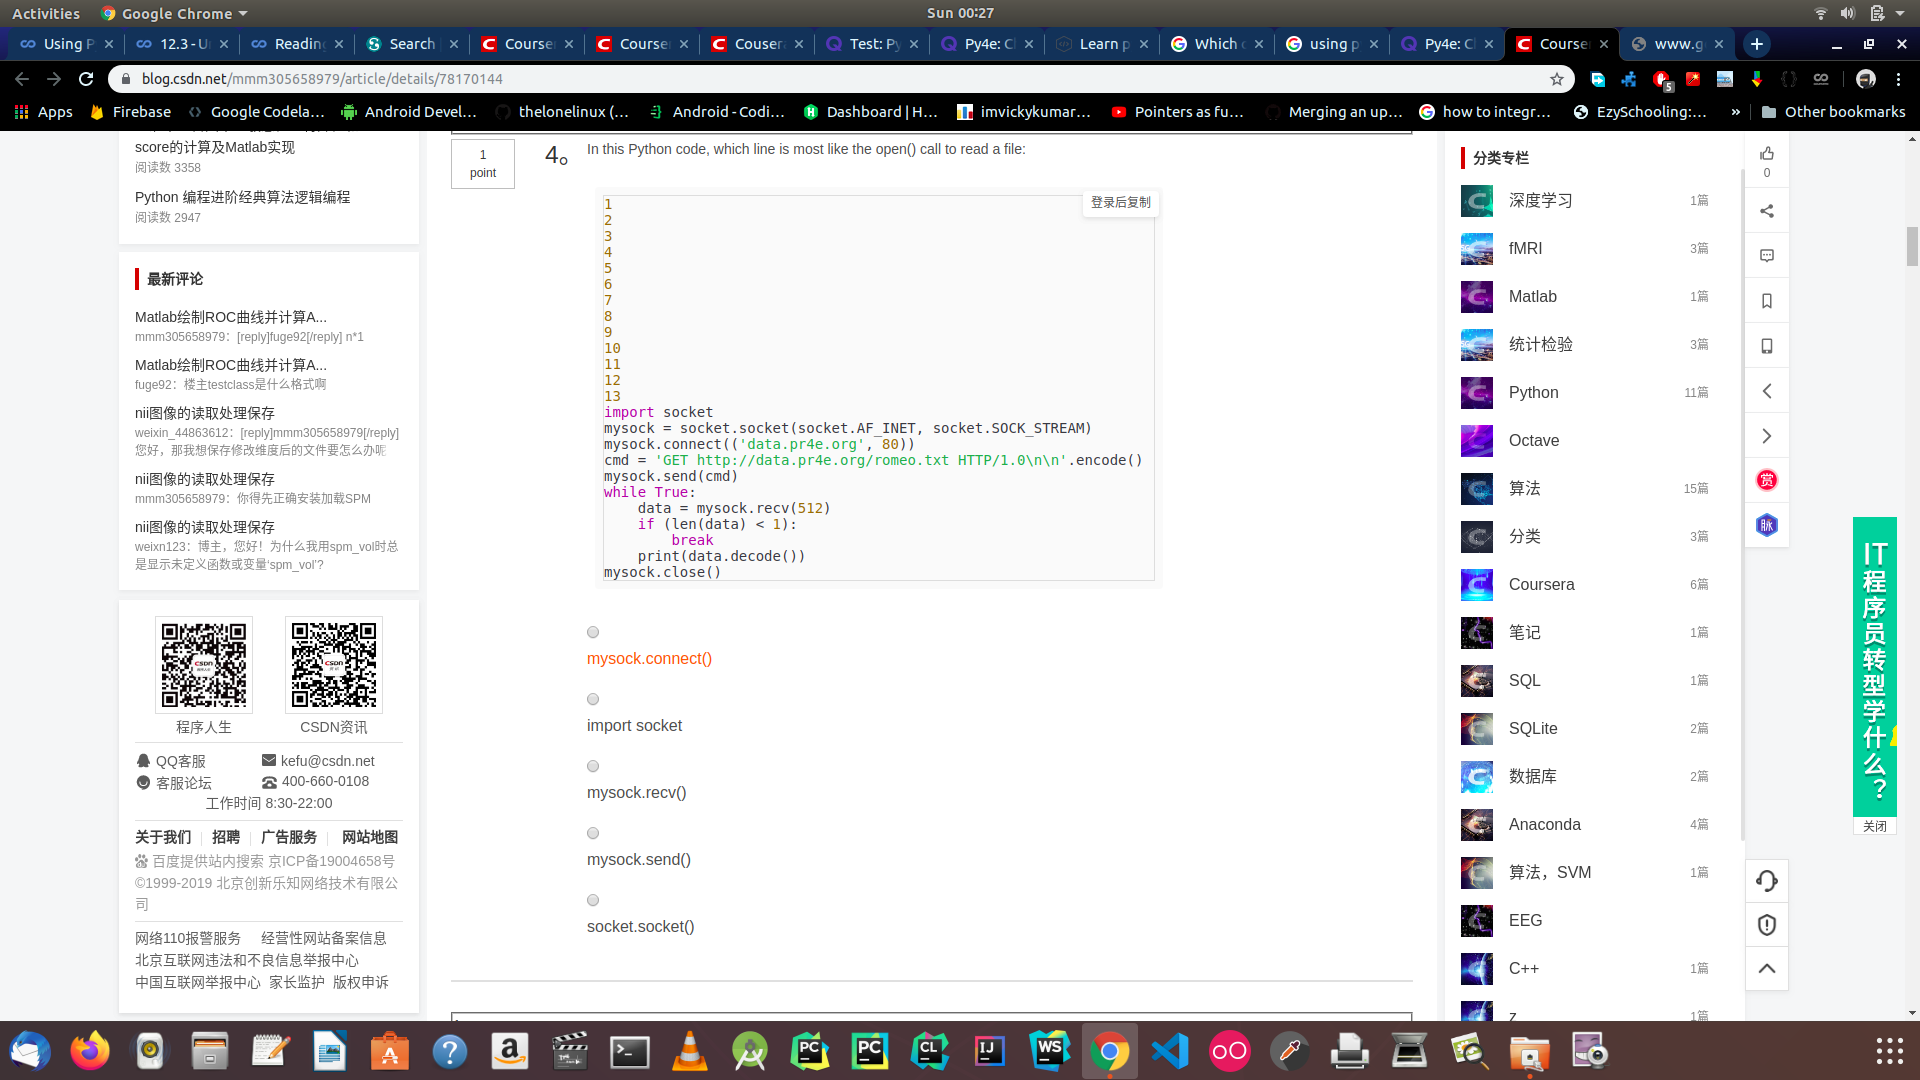 Activities
Google Chrome
Sun 00:27
Using P
12.3 - U
Reading
Search
Course
Course
Cousera
Test: Py
Py4e: C
Learn p
Which
using p
Py4e: C
Course
www.g
blog.csdn.net/mmm305658979/article/details/78170144
5
Apps
Firebase
Google Codela...
Android Devel...
thelonelinux (...
Android - Codi...
Dashboard | H...
imvickykumar...
Pointers as fu...
Merging an up...
how to integr...
EzySchooling:...
»
Other bookmarks
score的计算及Matlab实现
阅读数 3358
Python 编程进阶经典算法逻辑编程
阅读数 2947
最新评论
Matlab绘制ROC曲线并计算A...
mmm305658979：[reply]fuge92[/reply] n*1
Matlab绘制ROC曲线并计算A...
fuge92：楼主testclass是什么格式啊
nii图像的读取处理保存
weixin_44863612：[reply]mmm305658979[/reply]
您好，那我想保存修改维度后的文件要怎么办呢
nii图像的读取处理保存
mmm305658979：你得先正确安装加载SPM
nii图像的读取处理保存
weixn123：博主，您好！为什么我用spm_vol时总
是显示未定义函数或变量‘spm_vol’?
程序人生
CSDN资讯
QQ客服
kefu@csdn.net
客服论坛
400-660-0108
工作时间 8:30-22:00
关于我们
招聘
广告服务
网站地图
百度提供站内搜索 京ICP备19004658号
©1999-2019 北京创新乐知网络技术有限公
司
网络110报警服务
经营性网站备案信息
北京互联网违法和不良信息举报中心
中国互联网举报中心
家长监护
版权申诉
1
point
4。
In this Python code, which line is most like the open() call to read a file:
登录后复制
1
2
3
4
5
6
7
8
9
10
11
12
13
import socket
mysock = socket.socket(socket.AF_INET, socket.SOCK_STREAM)
mysock.connect(('data.pr4e.org', 80))
cmd = 'GET http://data.pr4e.org/romeo.txt HTTP/1.0\n\n'.encode()
mysock.send(cmd)
while True:
    data = mysock.recv(512)
    if (len(data) < 1):
        break
    print(data.decode())
mysock.close()
mysock.connect()
import socket
mysock.recv()
mysock.send()
socket.socket()
分类专栏
深度学习
1篇
fMRI
3篇
Matlab
1篇
统计检验
3篇
Python
11篇
Octave
算法
15篇
分类
3篇
Coursera
6篇
笔记
1篇
SQL
1篇
SQLite
2篇
数据库
2篇
Anaconda
4篇
算法，SVM
1篇
EEG
C++
1篇
z
1篇
0
赏
脉
IT程序员转型学什么？
关闭